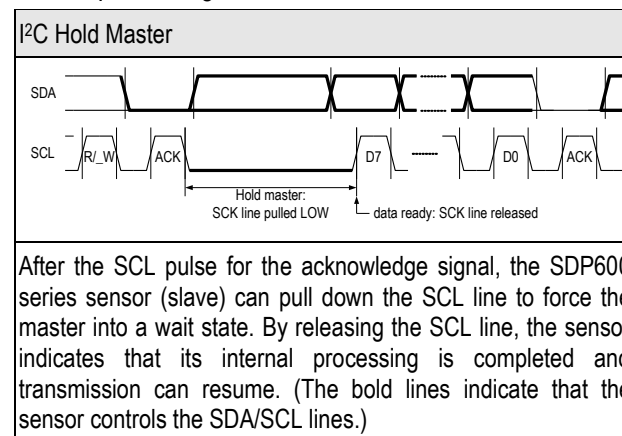 I²C Hold Master
SDA
SCL R/_W ACK D7 D0 ACK
Hold master:
SCK line pulled LOW
data ready: SCK line released
After the SCL pulse for the acknowledge signal, the SDP600
series sensor (slave) can pull down the SCL line to force the
master into a wait state. By releasing the SCL line, the sensor
indicates that its internal processing is completed and
transmission can resume. (The bold lines indicate that the
sensor controls the SDA/SCL lines.)